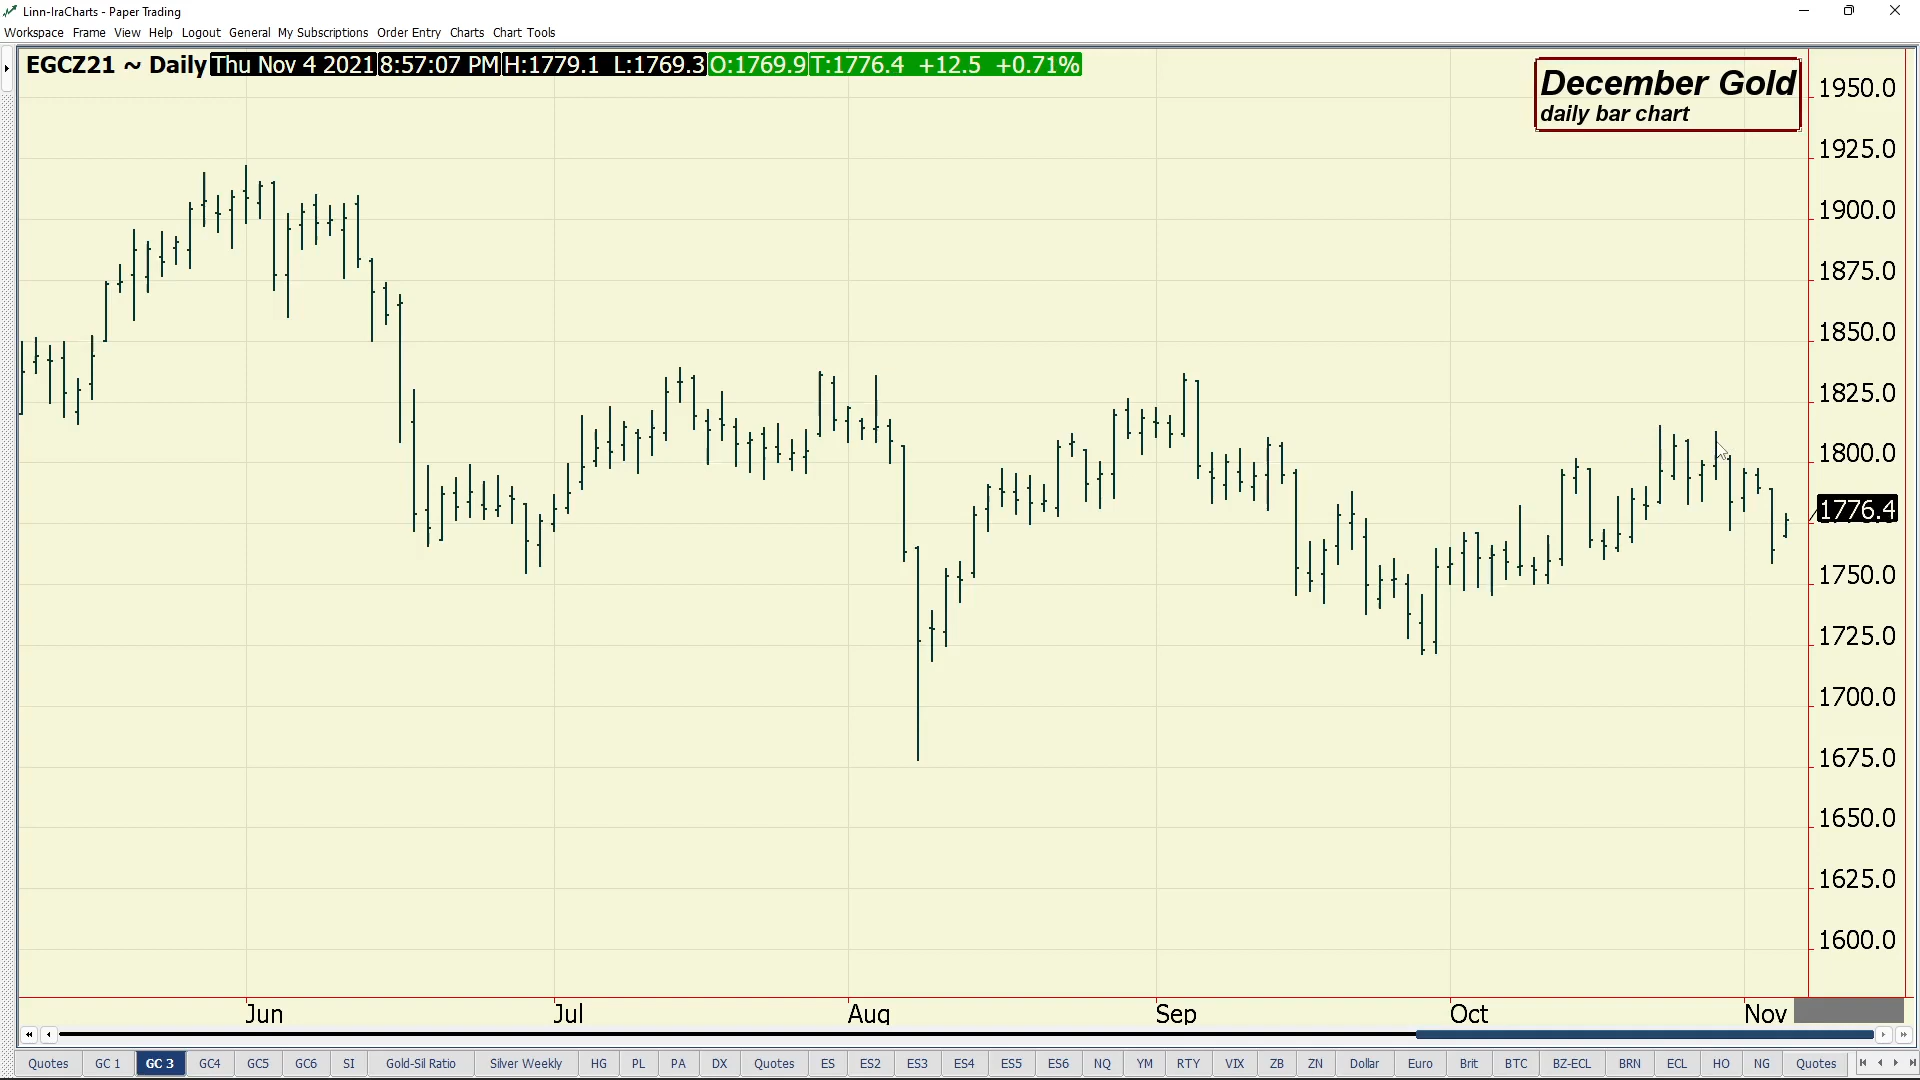 Linn-IraCharts - Paper Trading
Workspace Frame View Help Logout General My Subscriptions Order Entry Charts Chart Tools
EGCZ21 ~ Daily Thu Nov 4 2021 8:57:07 PM H:1779.1 L:1769.3 O:1769.9 T:1776.4 +12.5 +0.71%
December Gold
daily bar chart
1950.0
1925.0
1900.0
1875.0
1850.0
1825.0
1800.0
1776.4
1750.0
1725.0
1700.0
1675.0
1650.0
1625.0
1600.0
Jun Jul Aug Sep Oct Nov
Quotes GC 1 GC 3 GC4 GC5 GC6 SI Gold-Sil Ratio Silver Weekly HG PL PA DX Quotes ES ES2 ES3 ES4 ES5 ES6 NQ YM RTY VIX ZB ZN Dollar Euro Brit BTC BZ-ECL BRN ECL HO NG Quotes